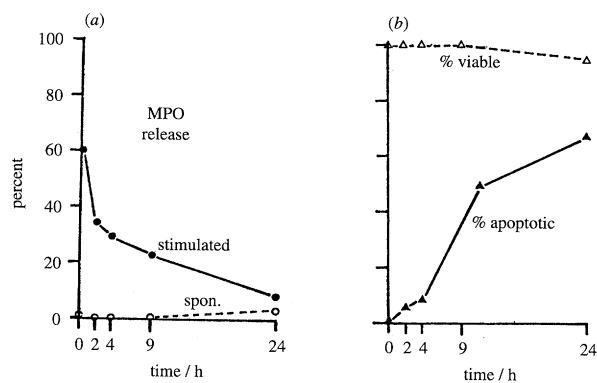 (a)
100
80
60
40
20
0
percent
MPO
release
stimulated
spon.
0 2 4 9 24
time / h
(b)
% viable
% apoptotic
0 2 4 9 24
time / h